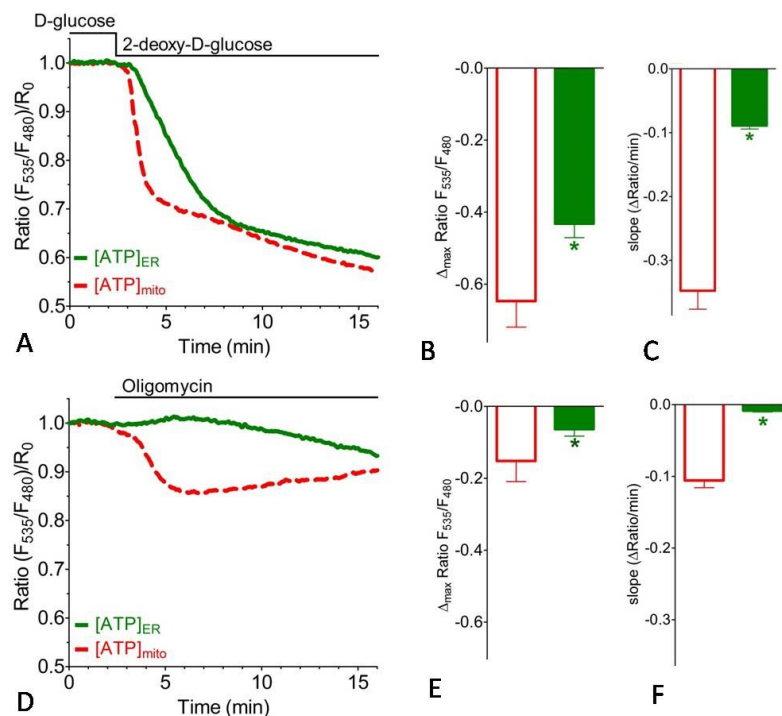 D-glucose
2-deoxy-D-glucose
Ratio (F535/F480)/R0
1.0
0.9
0.8
0.7
0.6
0.5
[ATP]ER
[ATP]mito
0
5
10
15
Time (min)
A
Δmax Ratio F535/F480
-0.0
-0.2
-0.4
-0.6
*
B
slope (ΔRatio/min)
0.0
-0.1
-0.2
-0.3
*
C
Oligomycin
Ratio (F535/F480)/R0
1.0
0.9
0.8
0.7
0.6
0.5
[ATP]ER
[ATP]mito
0
5
10
15
Time (min)
D
Δmax Ratio F535/F480
-0.0
-0.2
-0.4
-0.6
*
E
slope (ΔRatio/min)
0.0
-0.1
-0.2
-0.3
*
F